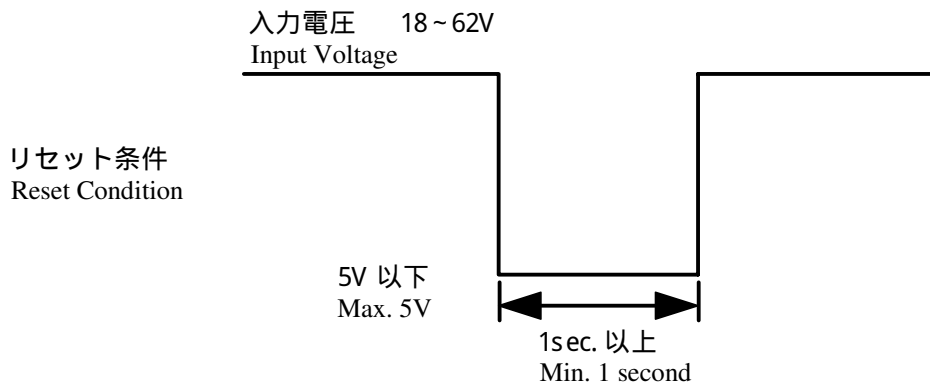 入力電圧 18~62V
Input Voltage
リセット条件
Reset Condition
5V 以下
Max. 5V
1sec. 以上
Min. 1 second